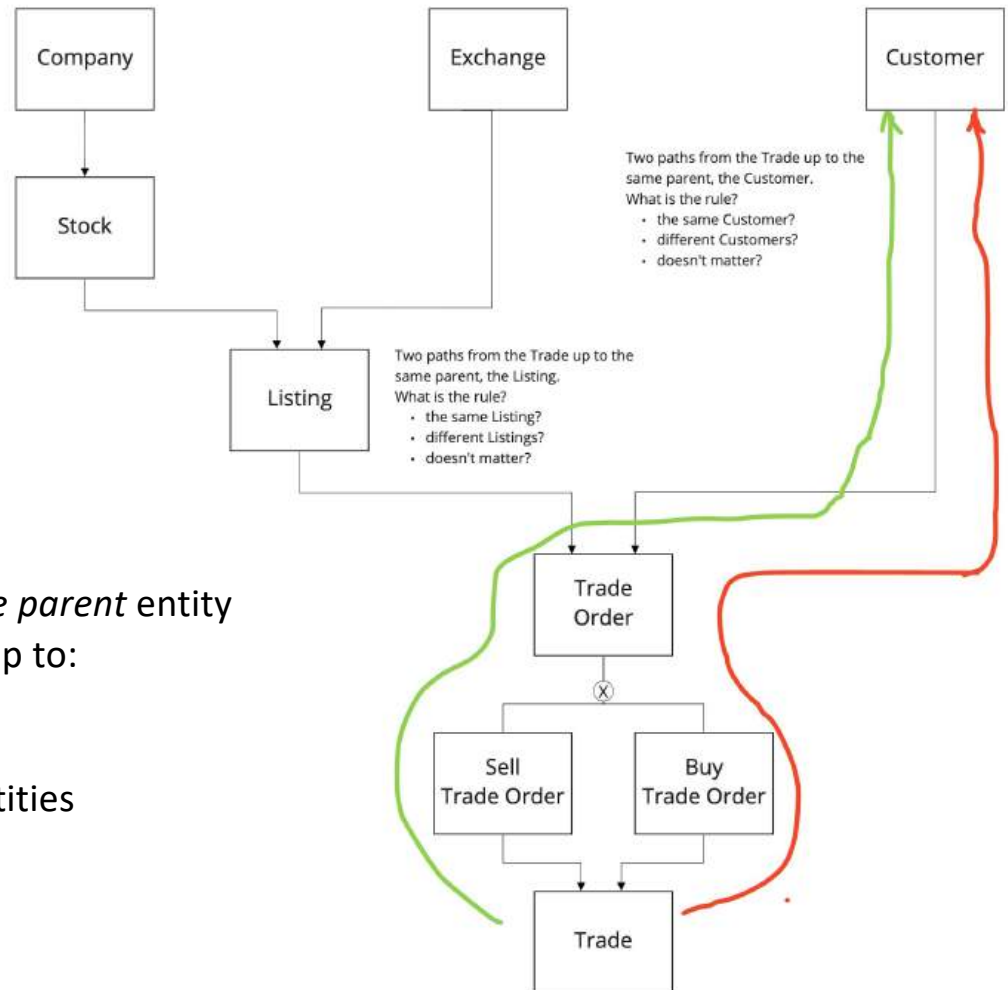 Company
Exchange
Customer
Two paths from the Trade up to the
same parent, the Customer.
What is the rule?
• the same Customer?
• different Customers?
• doesn't matter?
Stock
Two paths from the Trade up to the
same parent, the Listing.
What is the rule?
• the same Listing?
• different Listings?
• doesn't matter?
Listing
parent entity
p to:
tities
Trade
Order
X
Sell
Trade Order
Buy
Trade Order
Trade